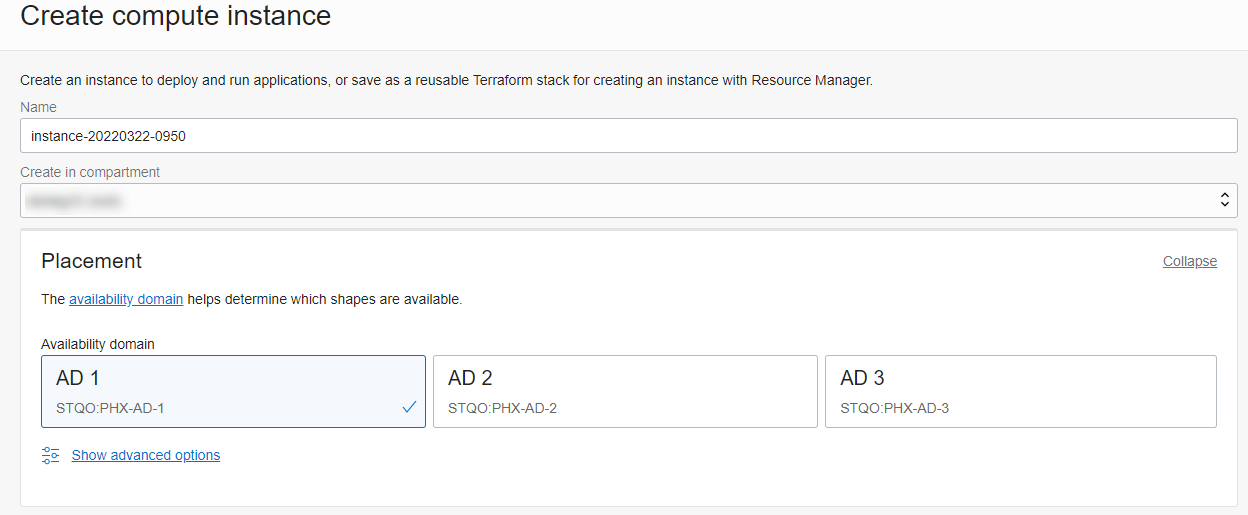 Create compute instance
Create an instance to deploy and run applications, or save as a reusable Terraform stack for creating an instance with Resource Manager.
Name
instance-20220322-0950
Create in compartment
Placement
Collapse
The availability domain helps determine which shapes are available.
Availability domain
AD 1
STQO:PHX-AD-1
AD 2
STQO:PHX-AD-2
AD 3
STQO:PHX-AD-3
Show advanced options